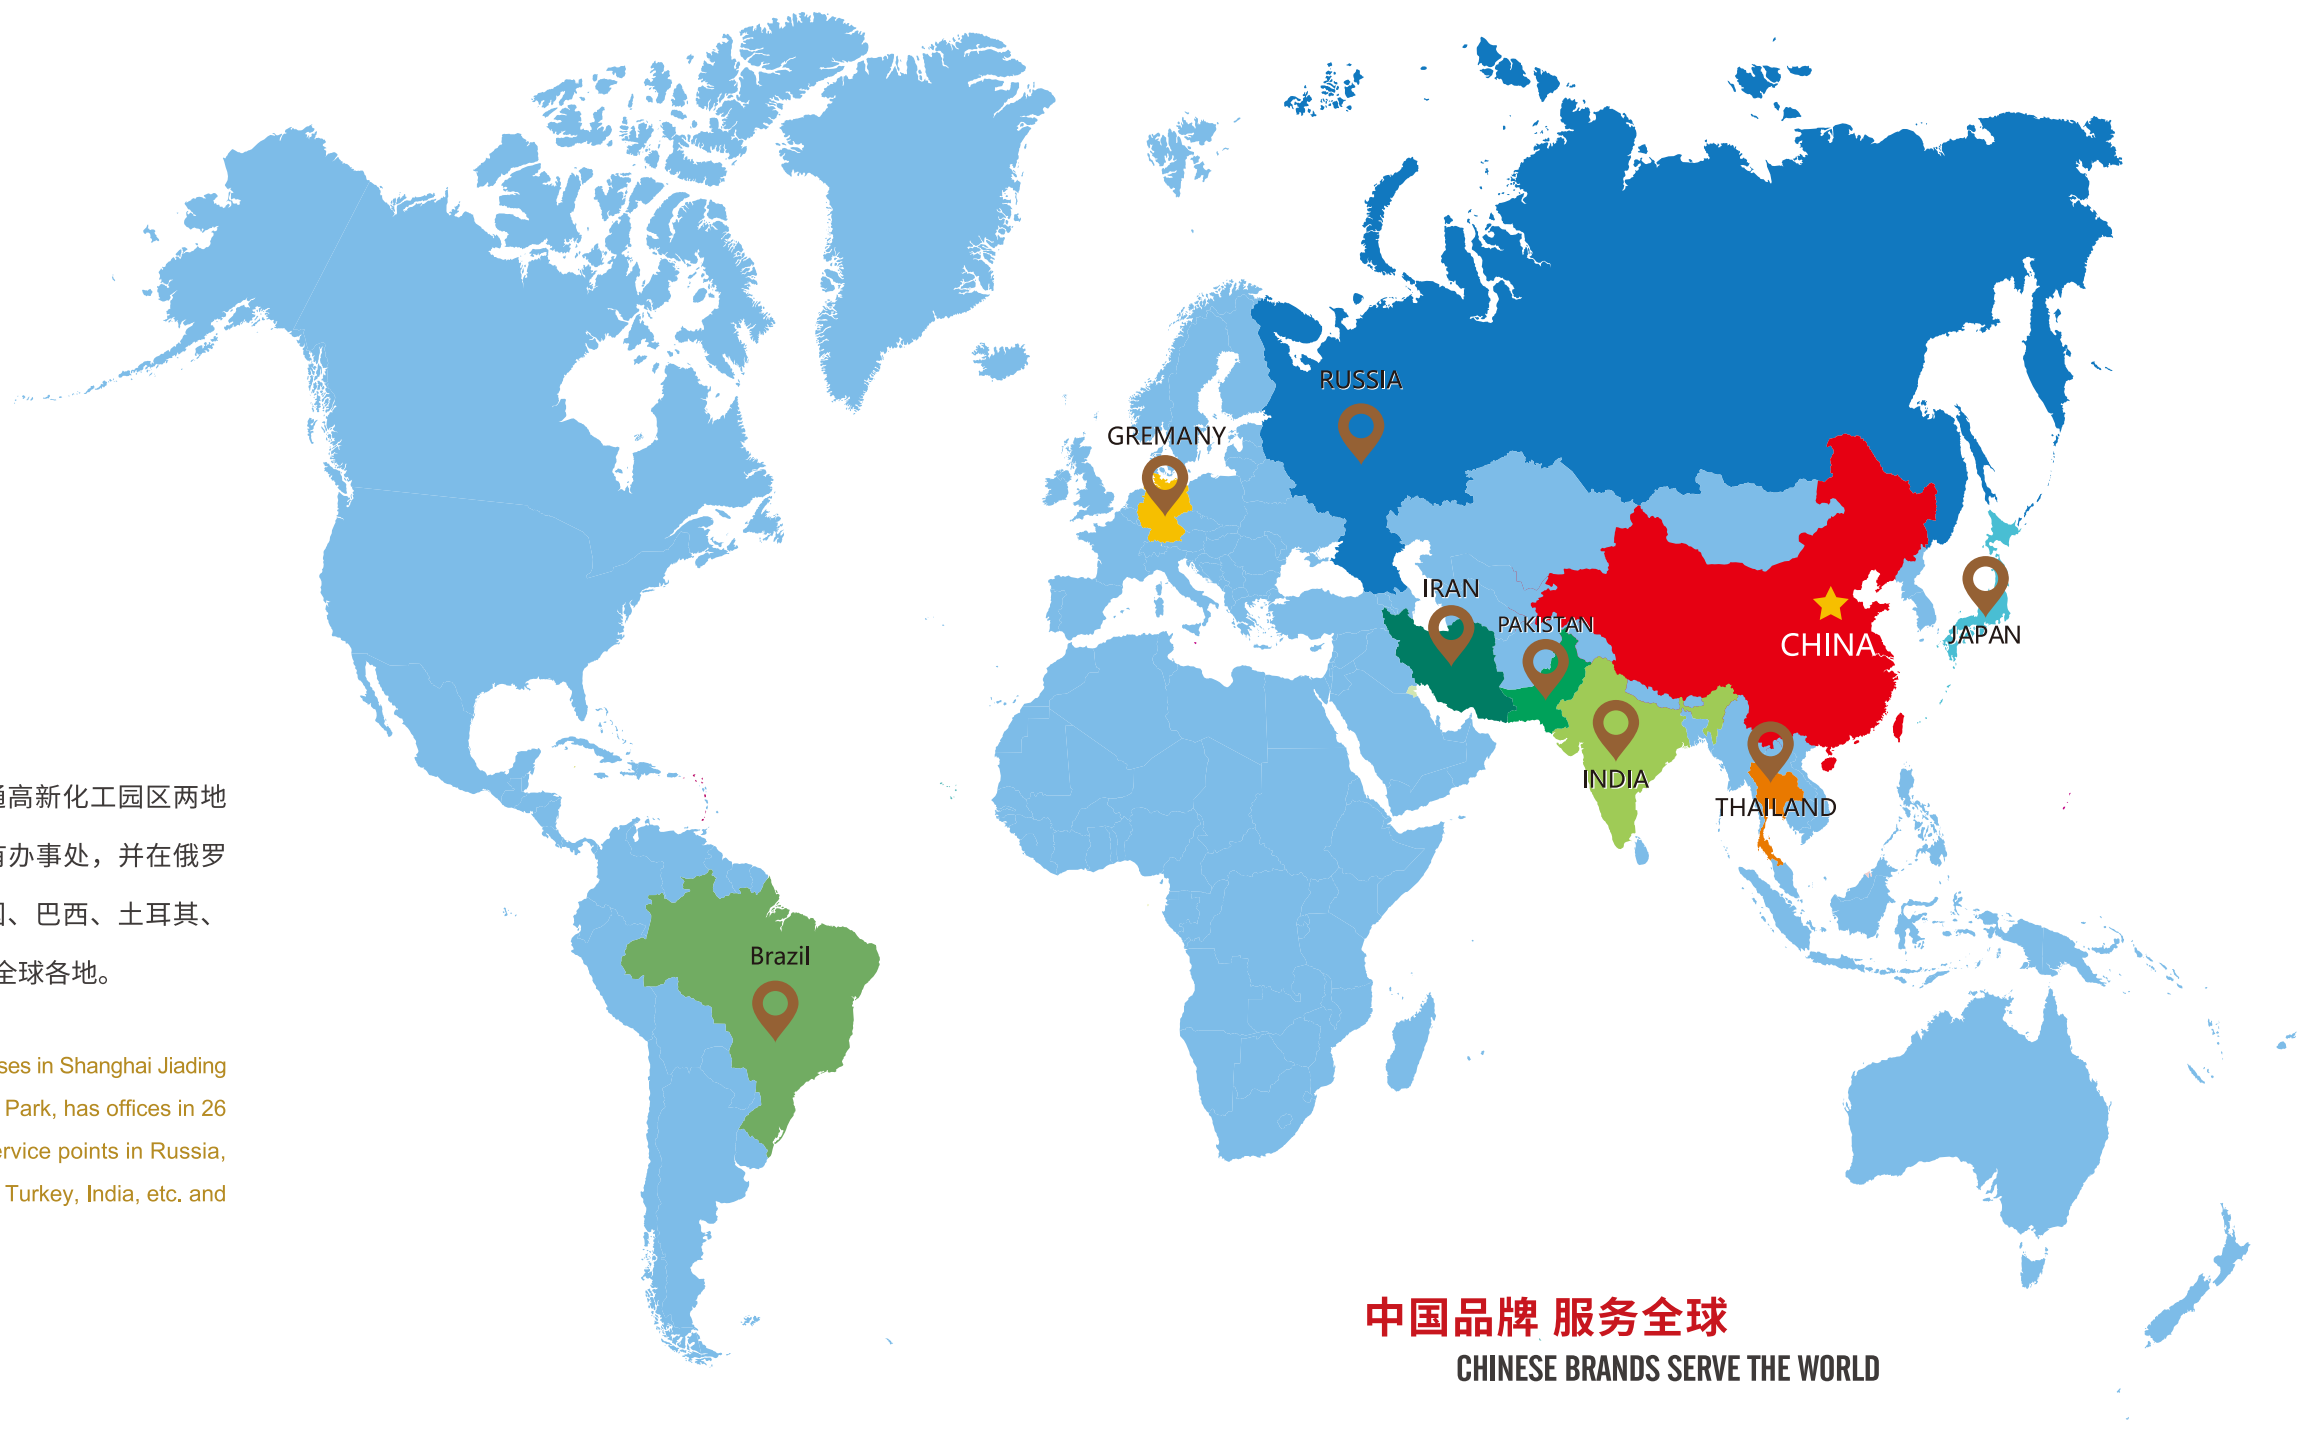 通高新化工园区两地
有办事处，并在俄罗
国、巴西、土耳其、
全球各地。
ses in Shanghai Jiading
Park, has offices in 26
ervice points in Russia,
Turkey, India, etc. and
RUSSIA
GREMANY
IRAN
PAKISTAN
CHINA
JAPAN
INDIA
THAILAND
Brazil
中国品牌 服务全球
CHINESE BRANDS SERVE THE WORLD